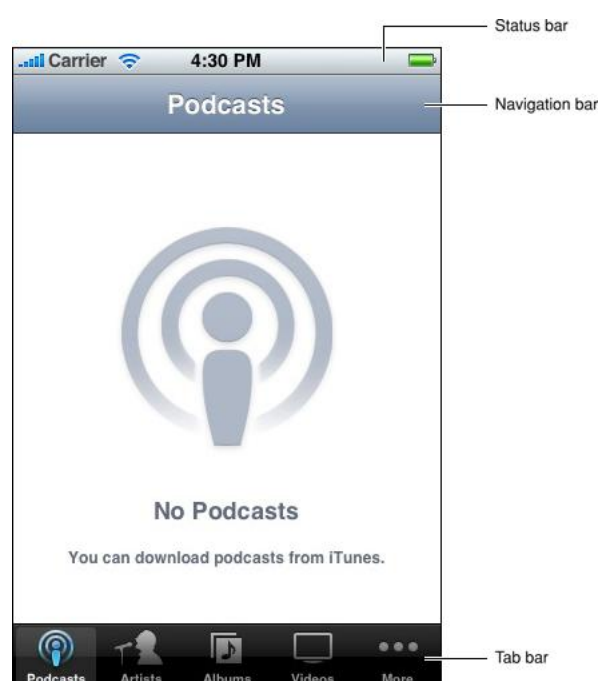 Status bar
Carrier 4:30 PM
Podcasts
Navigation bar
No Podcasts
You can download podcasts from iTunes.
Podcasts Artists Albums Videos More
Tab bar